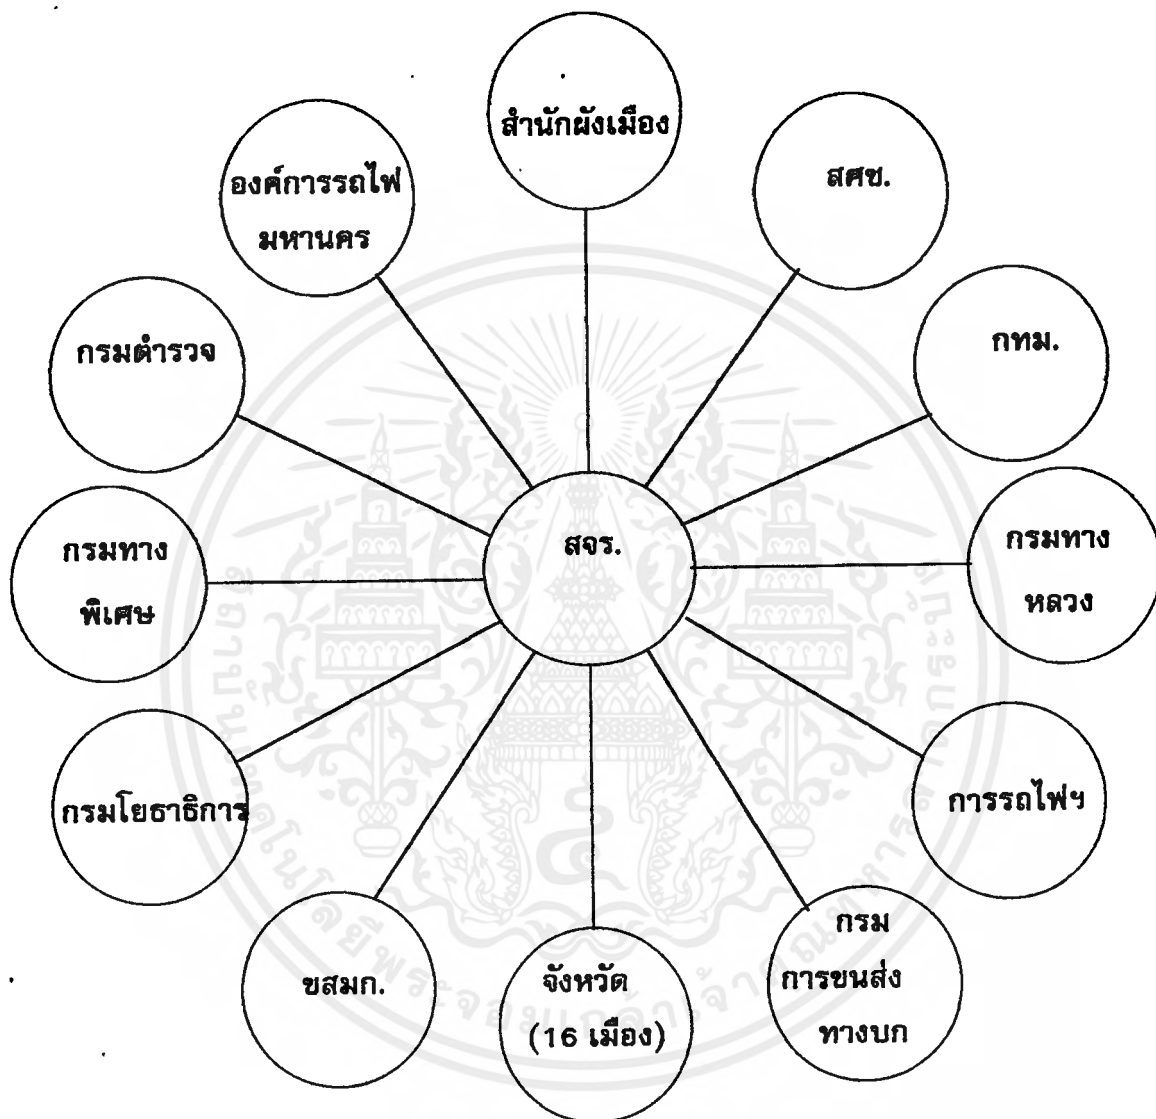 สำนักผังเมือง
สศช.
กทม.
กรมทาง
หลวง
การรถไฟฯ
กรม
การขนส่ง
ทางบก
จังหวัด
(16 เมือง)
ขสมก.
กรมโยธาธิการ
กรมทาง
พิเศษ
กรมตำรวจ
องค์การรถไฟฟ
มหานคร
สจร.